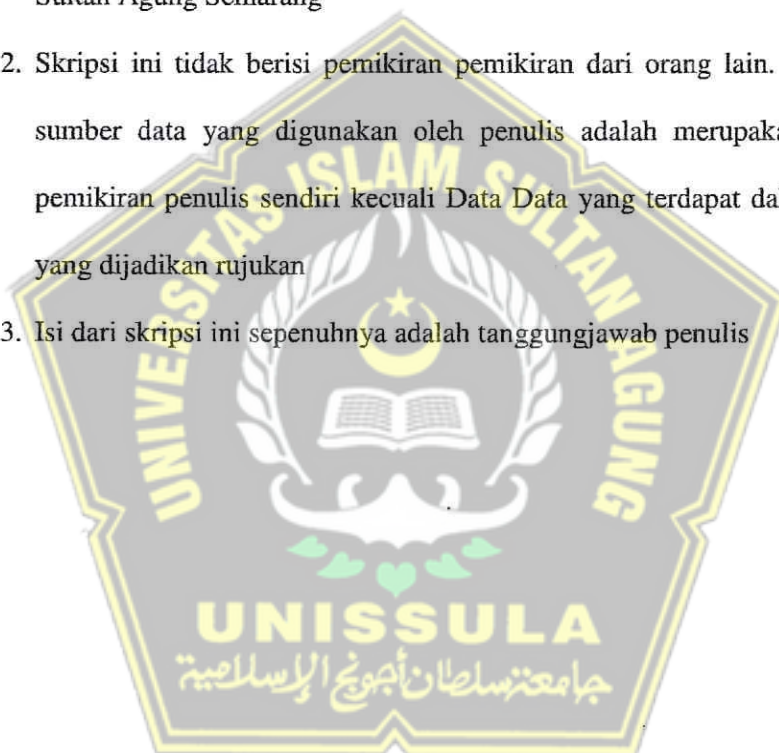 Sultan Agung Semarang
2. Skripsi ini tidak berisi pemikiran pemikiran dari orang lain.
sumber data yang digunakan oleh penulis adalah merupaka
pemikiran penulis sendiri kecuali Data Data yang terdapat da
yang dijadikan rujukan
3. Isi dari skripsi ini sepenuhnya adalah tanggungjawab penulis
UNIVERSITAS ISLAM SULTAN AGUNG
UNISSULA
جامعة سلطان أجونج الإسلامية